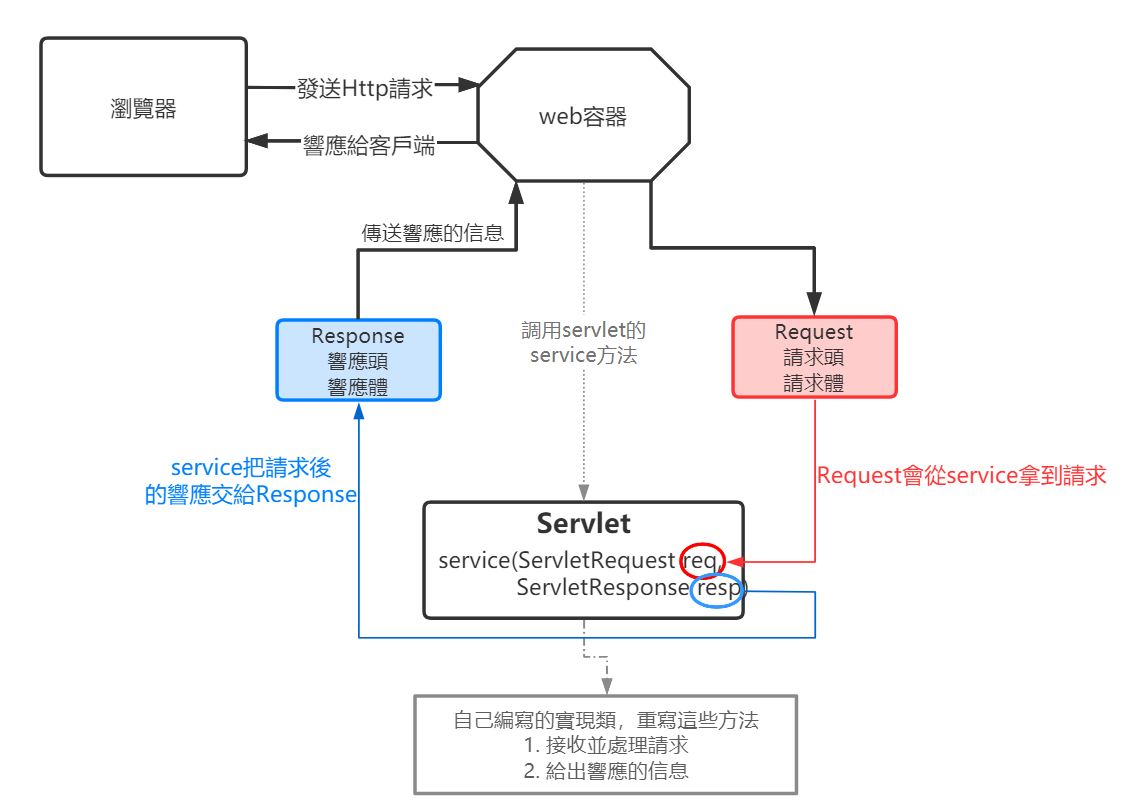 瀏覽器
發送Http請求
web容器
響應給客戶端
傳送響應的信息
Response
響應頭
響應體
調用servlet的
service方法
Request
請求頭
請求體
service把請求後
的響應交給Response
Request會從service拿到請求
Servlet
service(ServletRequest req,
ServletResponse resp)
自己編寫的實現類，重寫這些方法
1. 接收並處理請求
2. 給出響應的信息